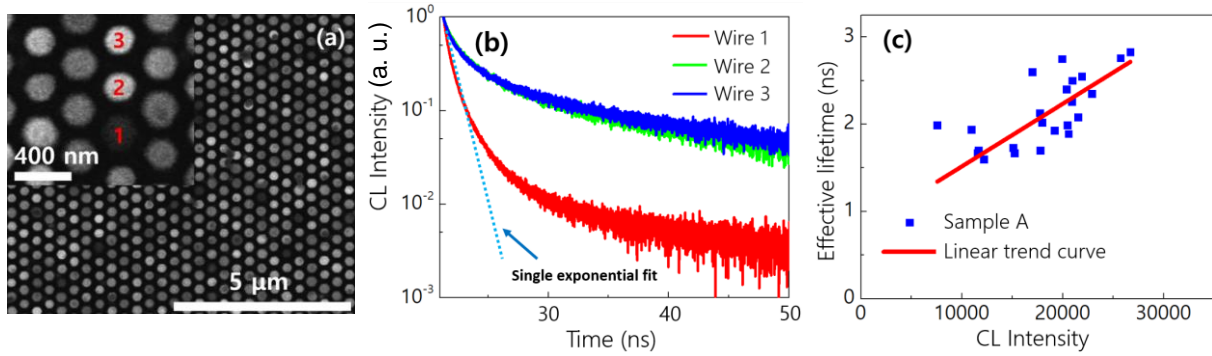 (a)
3
2
1
400 nm
5 μm
(b)
CL Intensity (a. u.)
10⁰
10⁻¹
10⁻²
10⁻³
Wire 1
Wire 2
Wire 3
Single exponential fit
30
40
50
Time (ns)
(c)
Effective lifetime (ns)
3
2
1
0
Sample A
Linear trend curve
10000
20000
30000
CL Intensity